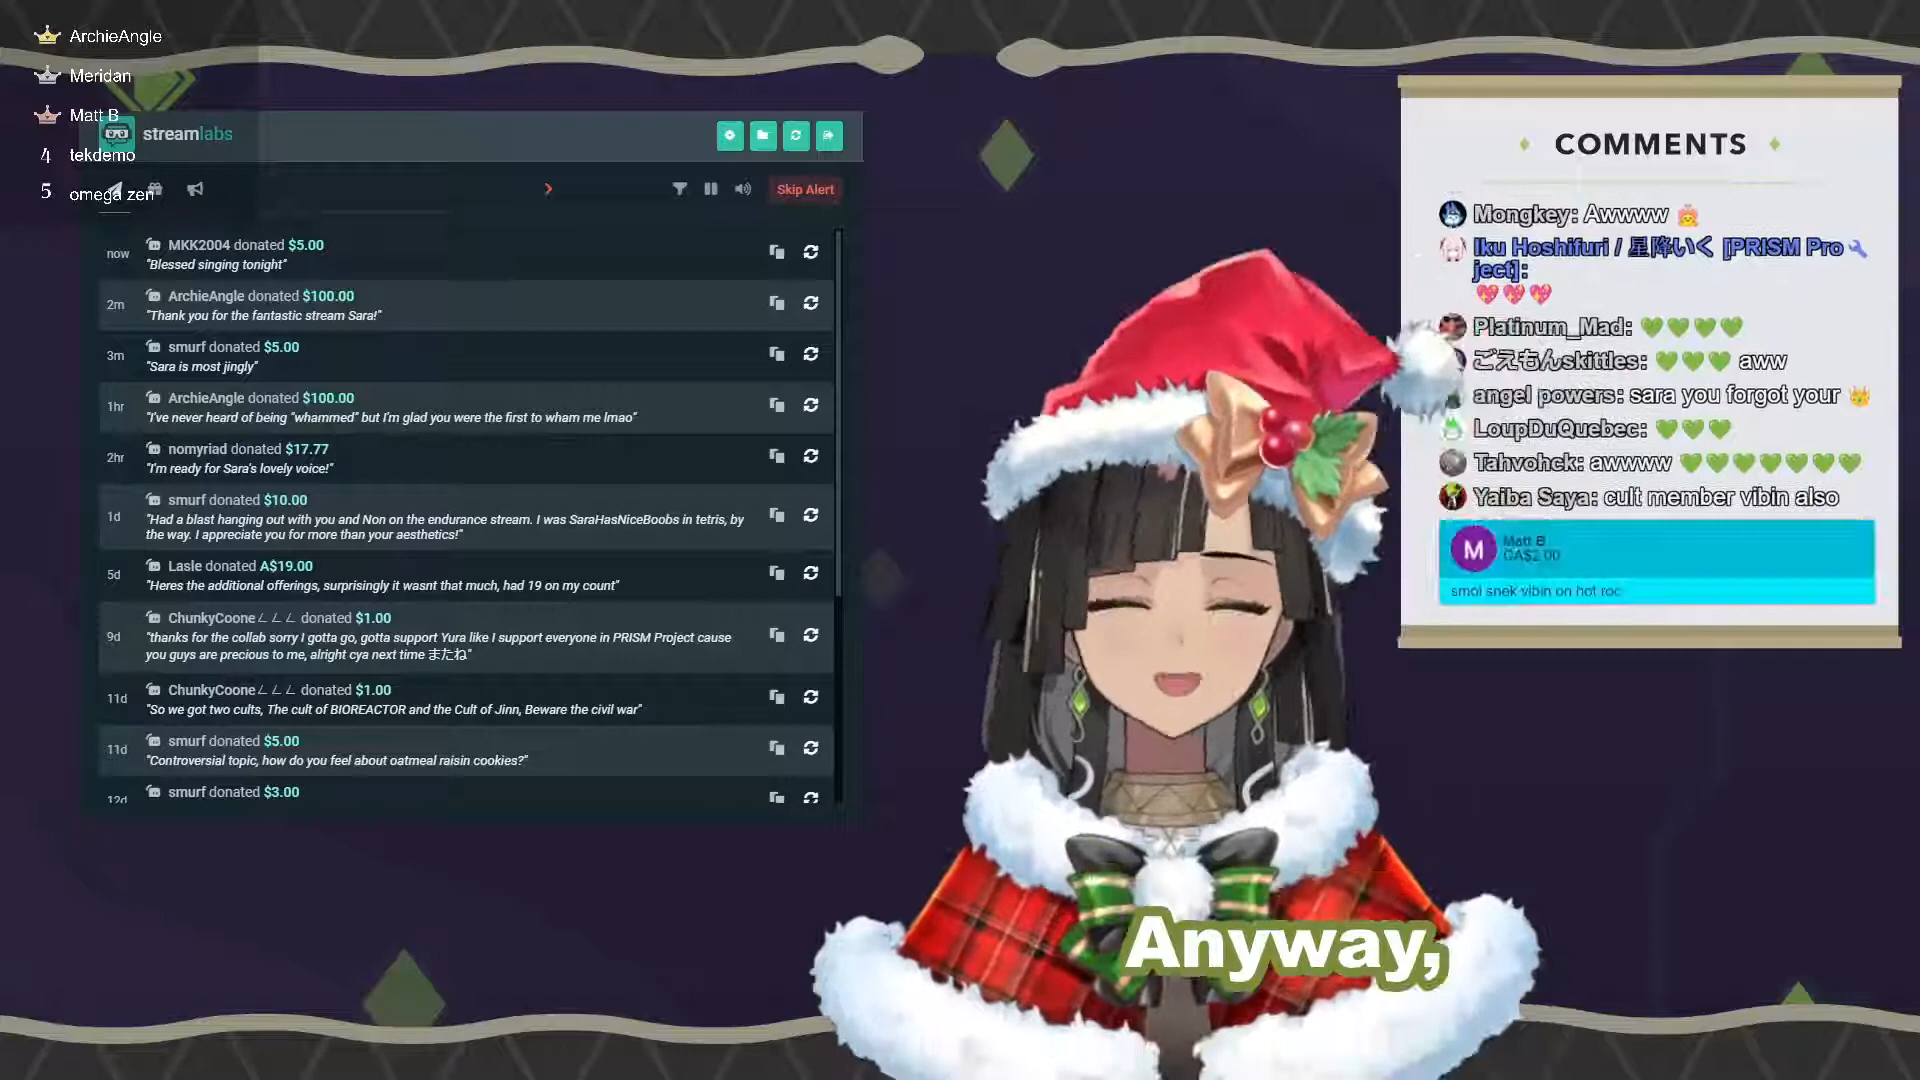 ArchieAngle
Meridan
Matt B
4 tekdemo
5 omega zen
streamlabs
Skip Alert
now
MKK2004 donated $5.00
"Blessed singing tonight"
2m
ArchieAngle donated $100.00
"Thank you for the fantastic stream Sara!"
3m
smurf donated $5.00
"Sara is most jingly"
1hr
ArchieAngle donated $100.00
"I've never heard of being "whammed" but I'm glad you were the first to wham me lmao"
2hr
nomyriad donated $17.77
"I'm ready for Sara's lovely voice!"
1d
smurf donated $10.00
"Had a blast hanging out with you and Non on the endurance stream. I was SaraHasNiceBoobs in tetris, by
the way. I appreciate you for more than your aesthetics!"
5d
Lasle donated A$19.00
"Heres the additional offerings, surprisingly it wasnt that much, had 19 on my count"
9d
ChunkyCooneㄥㄥㄥ donated $1.00
"thanks for the collab sorry I gotta go, gotta support Yura like I support everyone in PRISM Project cause
you guys are precious to me, alright cya next time またね"
11d
ChunkyCooneㄥㄥㄥ donated $1.00
"So we got two cults, The cult of BIOREACTOR and the Cult of Jinn, Beware the civil war"
11d
smurf donated $5.00
"Controversial topic, how do you feel about oatmeal raisin cookies?"
12d
smurf donated $3.00
COMMENTS
Mongkey: Awwww
Iku Hoshifuri / 星降いく [PRISM Pro
ject]:
Platinum_Mad:
ごえもんskittles: aww
angel powers: sara you forgot your
LoupDuQuebec:
Tahvohck: awwww
Yaiba Saya: cult member vibin also
M
Matt B
CA$2.00
smol snek vibin on hot roc
Anyway,